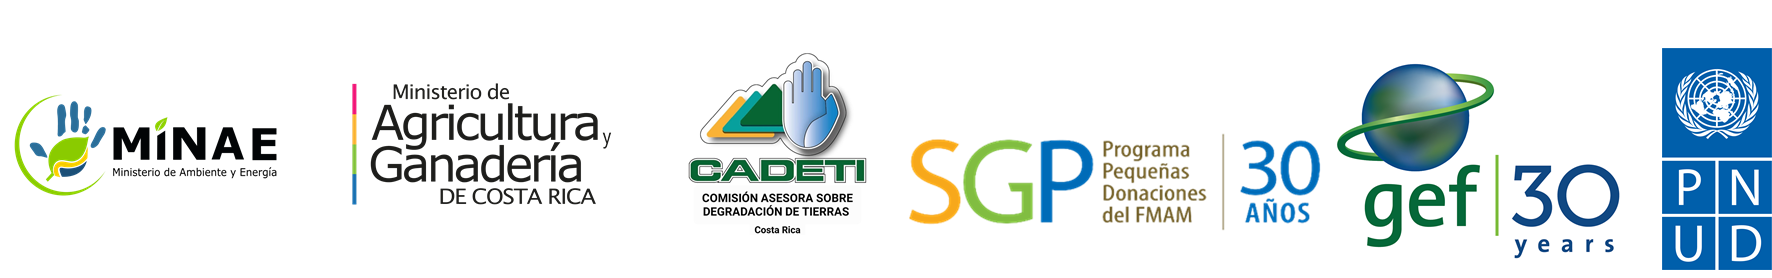 MINAE
Ministerio de Ambiente y Energía
Ministerio de
Agricultura y
Ganadería
DE COSTA RICA
CADETI
COMISIÓN ASESORA SOBRE
DEGRADACIÓN DE TIERRAS
Costa Rica
SGP
Programa
Pequeñas
Donaciones
del FMAM
30
AÑOS
gef
30
years
P N
U D